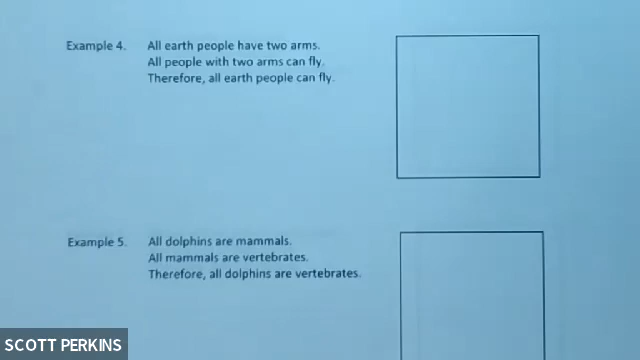 Example 4. All earth people have two arms.
All people with two arms can fly.
Therefore, all earth people can fly.
Example 5. All dolphins are mammals.
All mammals are vertebrates.
Therefore, all dolphins are vertebrates.
SCOTT PERKINS